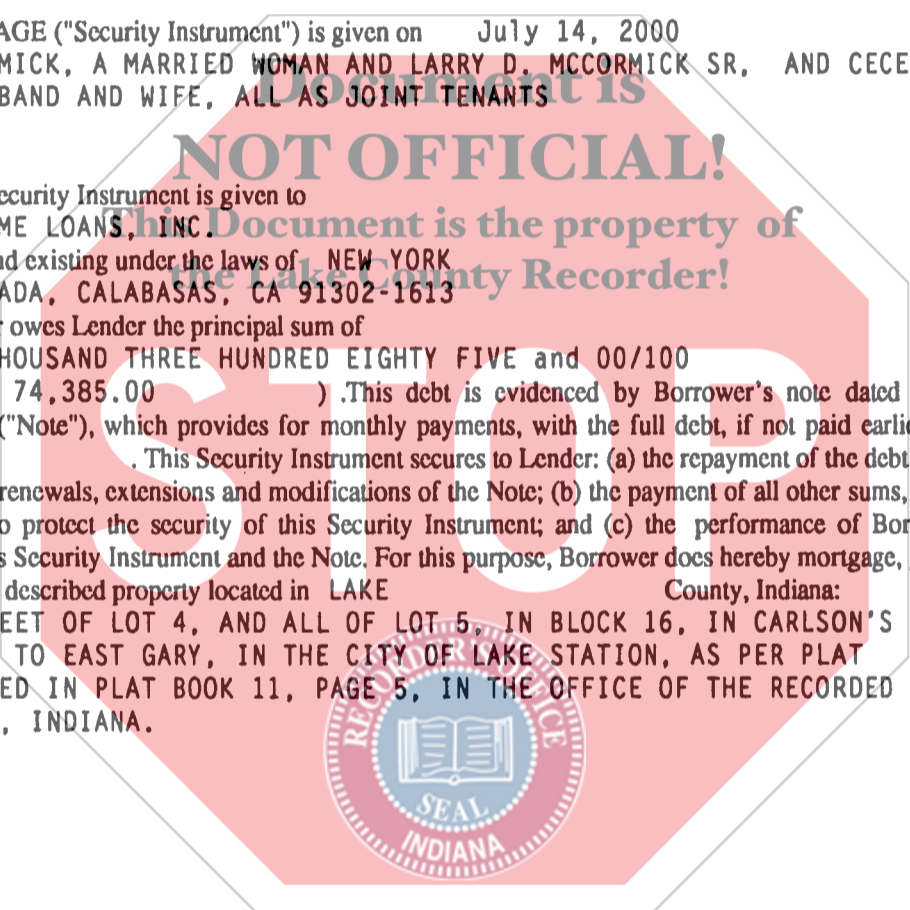 AGE ("Security Instrument") is given on July 14, 2000
MICK, A MARRIED WOMAN AND LARRY D. MCCORMICK SR. AND CECE
BAND AND WIFE, ALL AS JOINT TENANTS
Document is
NOT OFFICIAL!
ecurity Instrument is given to
ME LOANS, INC.
This Document is the property of
nd existing under the laws of NEW YORK
the Lake County Recorder!
ADA, CALABASAS, CA 91302-1613
owes Lender the principal sum of
HOUSAND THREE HUNDRED EIGHTY FIVE and 00/100
74,385.00 ) .This debt is evidenced by Borrower's note dated
("Note"), which provides for monthly payments, with the full debt, if not paid earlie
. This Security Instrument secures to Lender: (a) the repayment of the debt
renewals, extensions and modifications of the Note; (b) the payment of all other sums,
o protect the security of this Security Instrument; and (c) the performance of Bor
s Security Instrument and the Note. For this purpose, Borrower does hereby mortgage,
described property located in LAKE County, Indiana:
STOP
EET OF LOT 4, AND ALL OF LOT 5, IN BLOCK 16, IN CARLSON'S
TO EAST GARY, IN THE CITY OF LAKE STATION, AS PER PLAT
ED IN PLAT BOOK 11, PAGE 5, IN THE OFFICE OF THE RECORDED
, INDIANA.
RECORDER'S OFFICE
SEAL
INDIANA